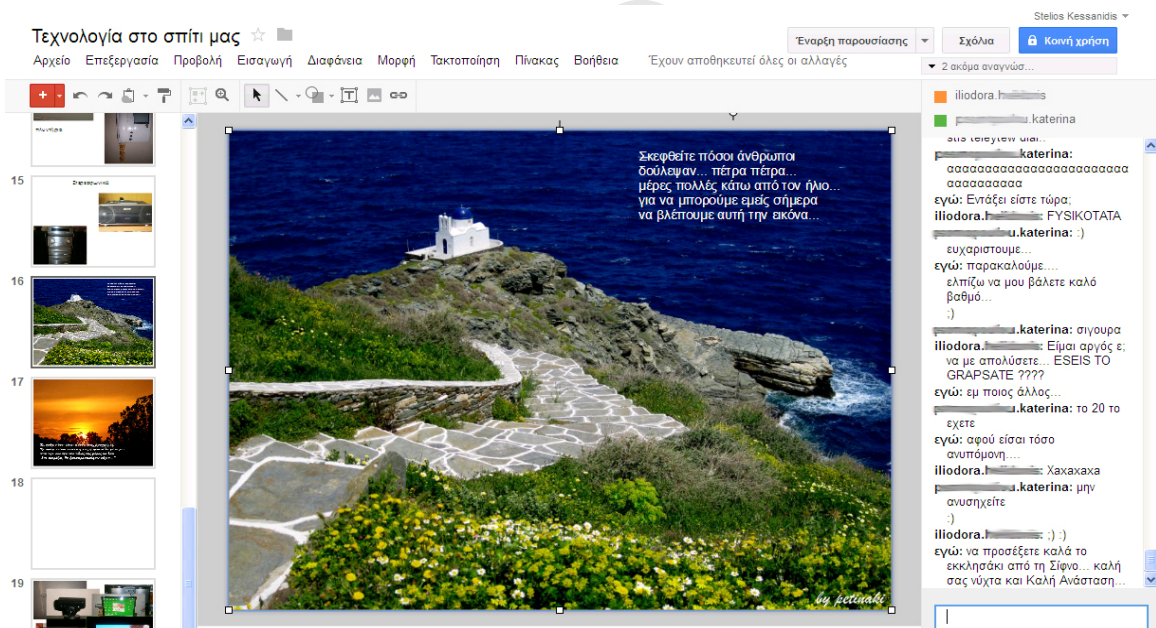 Stelios Kessanidis
Τεχνολογία στο σπίτι μας
Έναρξη παρουσίασης
Σχόλια
Κοινή χρήση
Αρχείο Επεξεργασία Προβολή Εισαγωγή Διαφάνεια Μορφή Τακτοποίηση Πίνακας Βοήθεια Έχουν αποθηκευτεί όλες οι αλλαγές
2 ακόμα αναγνώσ...
iliodora.
.katerina
15
16
17
18
19
Σκεφθείτε πόσοι άνθρωποι
δούλεψαν... πέτρα πέτρα...
μέρες πολλές κάτω από τον ήλιο...
για να μπορούμε εμείς σήμερα
να βλέπουμε αυτή την εικόνα...
by petinaki
katerina:
αααααααααααααααααααααααα
αααααααααα
εγώ: Εντάξει είστε τώρα;
iliodora. : FYSIKOTATA
u.katerina: :)
ευχαριστουμε...
εγώ: παρακαλούμε....
ελπίζω να μου βάλετε καλό
βαθμό...
:)
.katerina: σιγουρα
iliodora. : Είμαι αργός ε;
να με απολύσετε... ESEIS TO
GRAPSATE ????
εγώ: εμ ποιος άλλος...
.katerina: το 20 το
εχετε
εγώ: αφού είσαι τόσο
ανυπόμονη....
iliodora. : Χαχαχαχα
.katerina: μην
ανυσηχείτε
:)
iliodora. : ;) :)
εγώ: να προσέξετε καλά το
εκκλησάκι από τη Σίφνο... καλή
σας νύχτα και Καλή Ανάσταση...